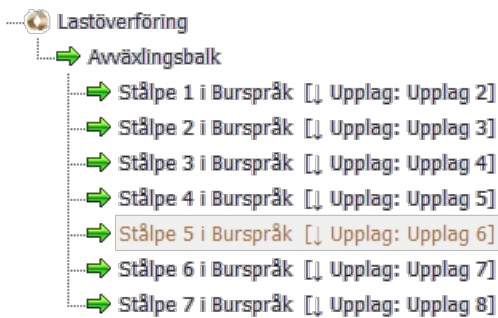 Lastöverföring
Avväxlingsbalk
Stålpe 1 i Burspråk [↓ Upplag: Upplag 2]
Stålpe 2 i Burspråk [↓ Upplag: Upplag 3]
Stålpe 3 i Burspråk [↓ Upplag: Upplag 4]
Stålpe 4 i Burspråk [↓ Upplag: Upplag 5]
Stålpe 5 i Burspråk [↓ Upplag: Upplag 6]
Stålpe 6 i Burspråk [↓ Upplag: Upplag 7]
Stålpe 7 i Burspråk [↓ Upplag: Upplag 8]